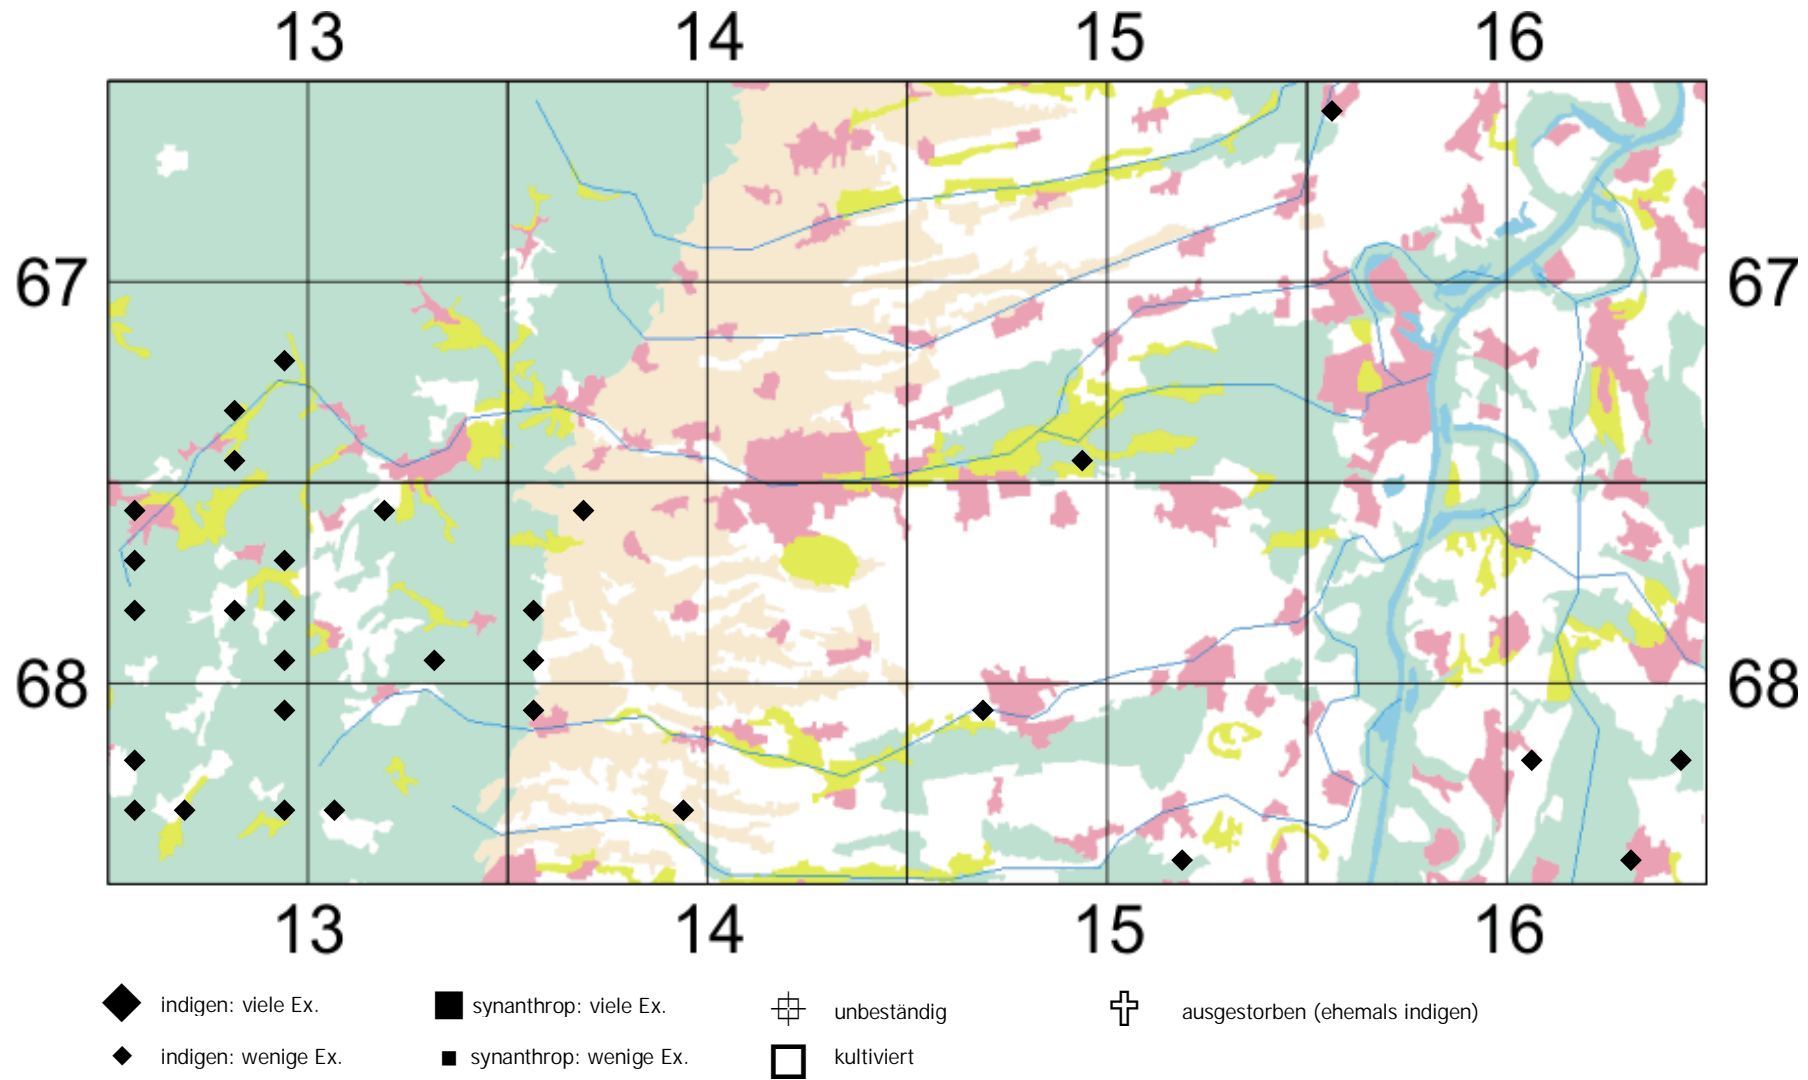 13 14 15 16
67 67
68 68
13 14 15 16
indigen: viele Ex. synanthrop: viele Ex. unbeständig ausgestorben (ehemals indigen)
indigen: wenige Ex. synanthrop: wenige Ex. kultiviert